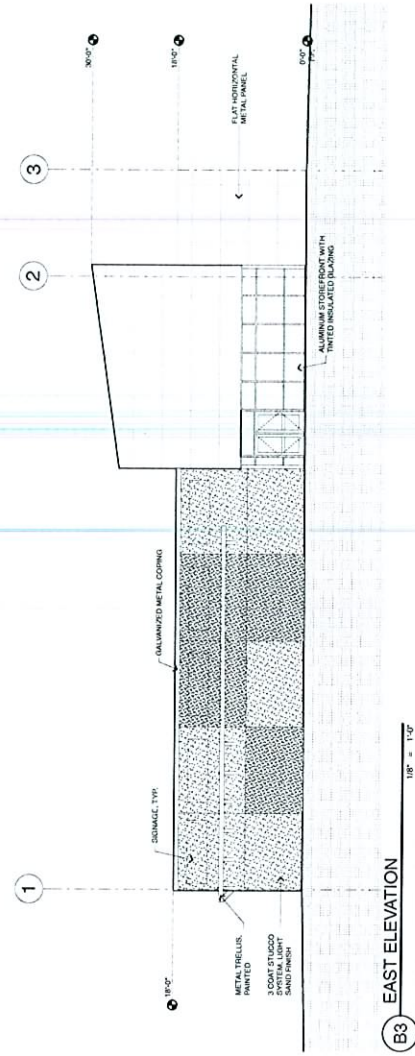 1
2
3
18'-0"
30'-0"
18'-0"
0'-0"
SIGNAGE, TYP.
GALVANIZED METAL COPING
FLAT HORIZONTAL
METAL PANEL
METAL TRELLIS,
PAINTED
3 COAT STUCCO
SYSTEM, LIGHT
SAND FINISH
ALUMINUM STOREFRONT WITH
TINTED INSULATED GLAZING
B3
EAST ELEVATION
1/8" = 1'-0"